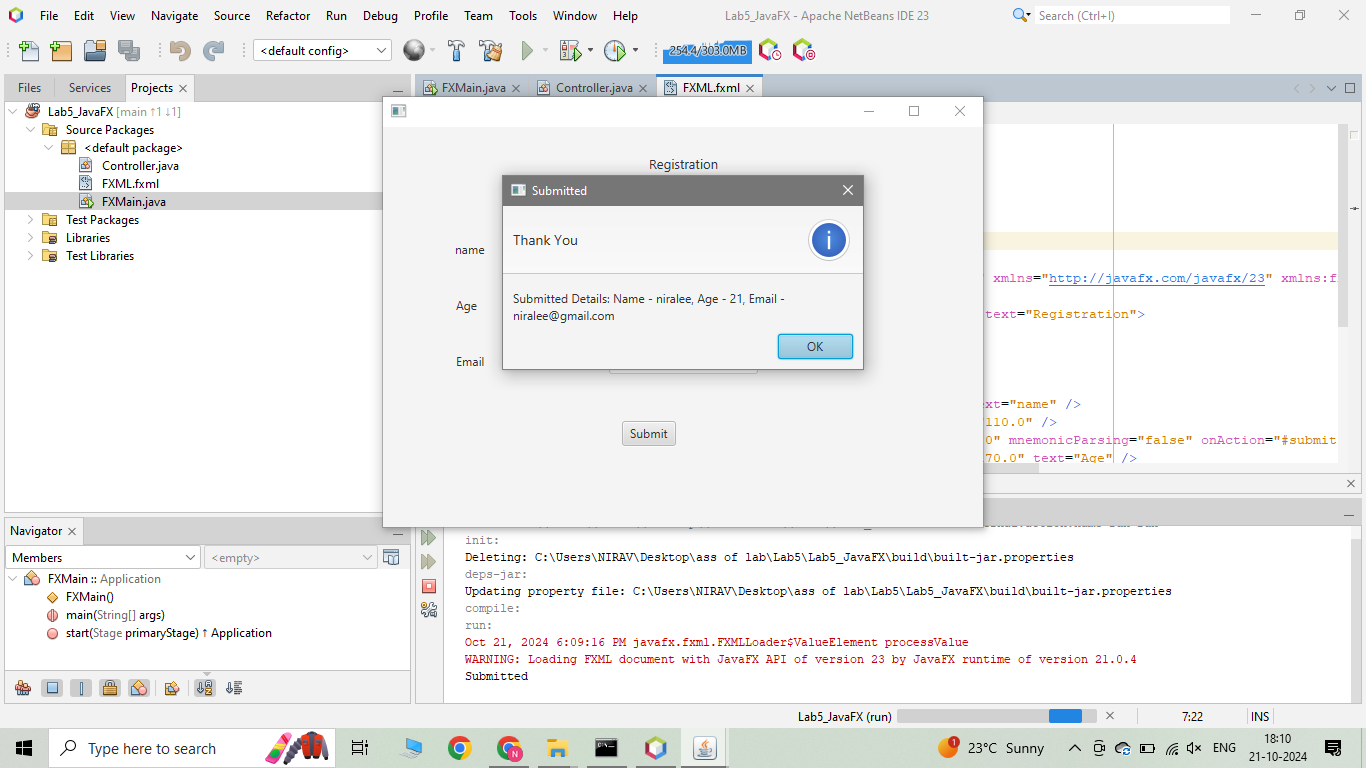 File Edit View Navigate Source Refactor Run Debug Profile Team Tools Window Help
Lab5_JavaFX - Apache NetBeans IDE 23
Search (Ctrl+I)
<default config>
254.4/303.0MB
Files Services Projects
FXMain.java Controller.java FXML.fxml
Lab5_JavaFX [main ↑1 ↓1]
Source Packages
<default package>
Controller.java
FXML.fxml
FXMain.java
Test Packages
Libraries
Test Libraries
Registration
Submitted
Thank You
name
Age
Submitted Details: Name - niralee, Age - 21, Email -
niralee@gmail.com
OK
Email
Submit
xmlns="http://javafx.com/javafx/23" xmlns:f
text="Registration">
xt="name" />
110.0" />
0" mnemonicParsing="false" onAction="#submit
70.0" text="Age" />
Navigator
Members
<empty>
FXMain :: Application
FXMain()
main(String[] args)
start(Stage primaryStage) ↑ Application
init:
Deleting: C:\Users\NIRAV\Desktop\ass of lab\Lab5\Lab5_JavaFX\build\built-jar.properties
deps-jar:
Updating property file: C:\Users\NIRAV\Desktop\ass of lab\Lab5\Lab5_JavaFX\build\built-jar.properties
compile:
run:
Oct 21, 2024 6:09:16 PM javafx.fxml.FXMLLoader$ValueElement processValue
WARNING: Loading FXML document with JavaFX API of version 23 by JavaFX runtime of version 21.0.4
Submitted
Lab5_JavaFX (run)
7:22
INS
Type here to search
N
1
23°C Sunny
ENG
18:10
21-10-2024